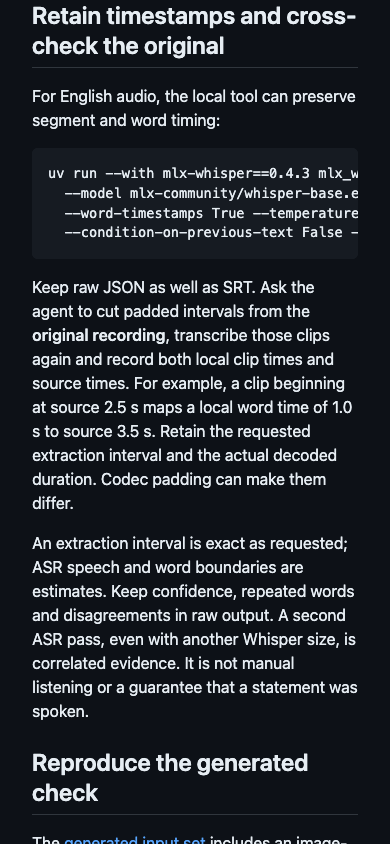 Retain timestamps and cross-
check the original
For English audio, the local tool can preserve
segment and word timing:
uv run --with mlx-whisper==0.4.3 mlx_w
--model mlx-community/whisper-base.e
--word-timestamps True --temperature
--condition-on-previous-text False -
Keep raw JSON as well as SRT. Ask the
agent to cut padded intervals from the
original recording, transcribe those clips
again and record both local clip times and
source times. For example, a clip beginning
at source 2.5 s maps a local word time of 1.0
s to source 3.5 s. Retain the requested
extraction interval and the actual decoded
duration. Codec padding can make them
differ.
An extraction interval is exact as requested;
ASR speech and word boundaries are
estimates. Keep confidence, repeated words
and disagreements in raw output. A second
ASR pass, even with another Whisper size, is
correlated evidence. It is not manual
listening or a guarantee that a statement was
spoken.
Reproduce the generated
check
The generated input set includes an image-